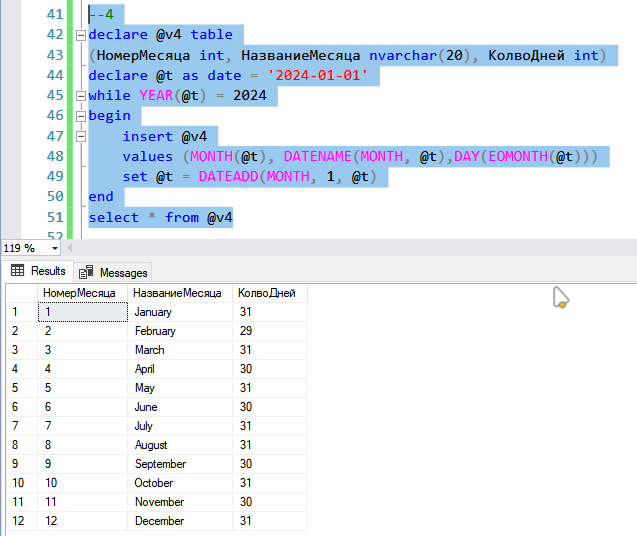 41 --4
42 declare @v4 table
43 (НомерМесяца int, НазваниеМесяца nvarchar(20), КолвоДней int)
44 declare @t as date = '2024-01-01'
45 while YEAR(@t) = 2024
46 begin
47 insert @v4
48 values (MONTH(@t), DATENAME(MONTH, @t),DAY(EOMONTH(@t)))
49 set @t = DATEADD(MONTH, 1, @t)
50 end
51 select * from @v4
52
119 %
Results Messages
НомерМесяца НазваниеМесяца КолвоДней
1 1 January 31
2 2 February 29
3 3 March 31
4 4 April 30
5 5 May 31
6 6 June 30
7 7 July 31
8 8 August 31
9 9 September 30
10 10 October 31
11 11 November 30
12 12 December 31